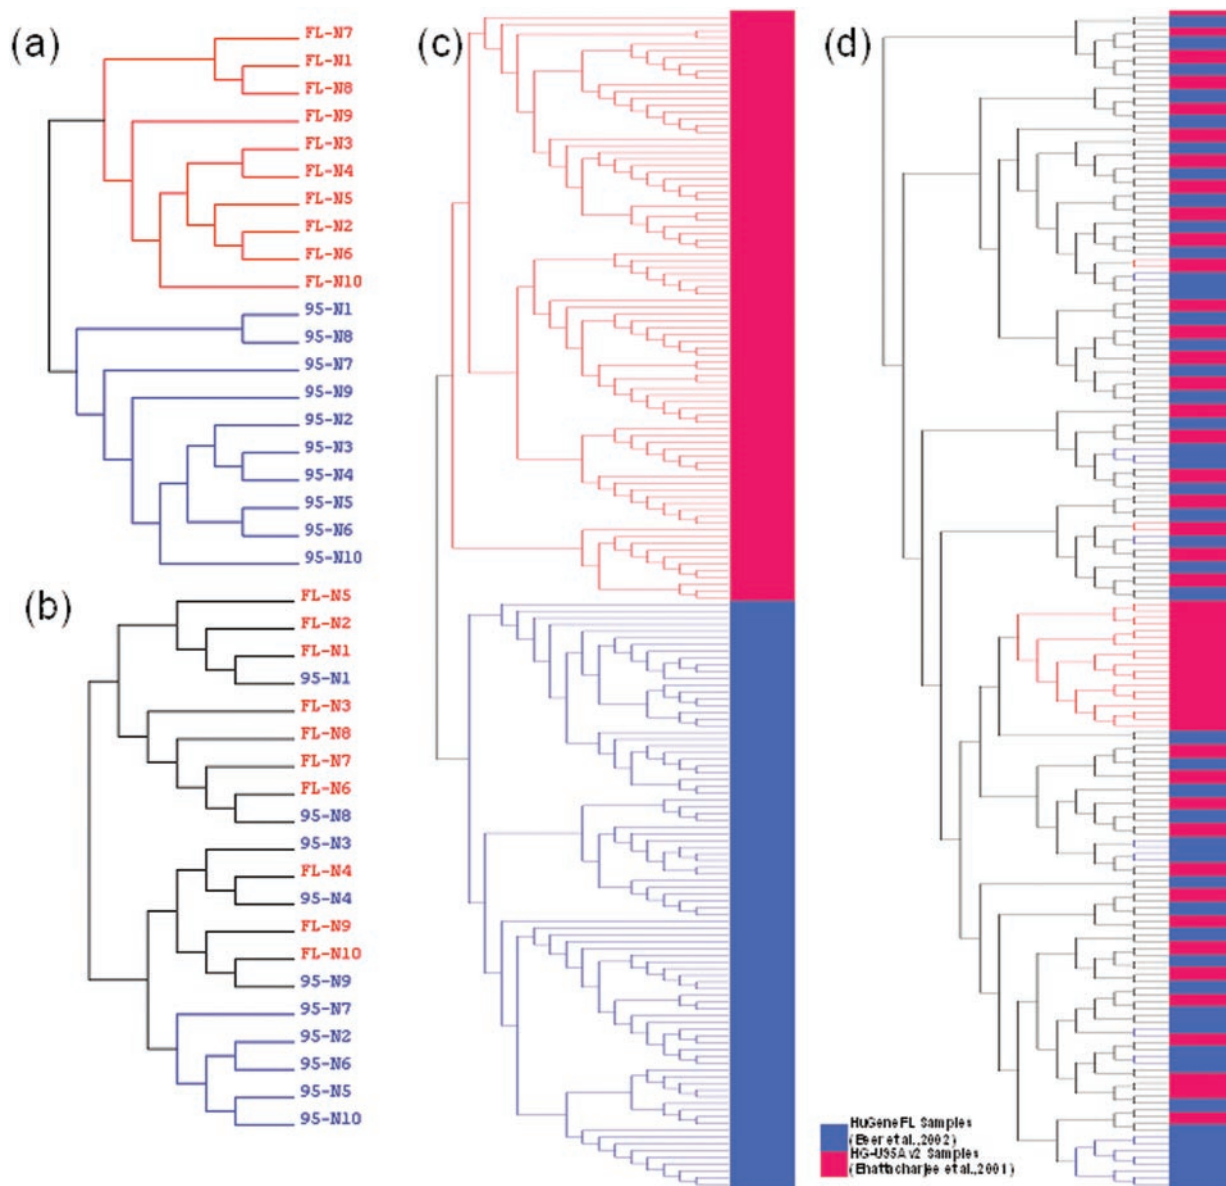 (a)
FL-N7
FL-N1
FL-N8
FL-N9
FL-N3
FL-N4
FL-N5
FL-N2
FL-N6
FL-N10
95-N1
95-N8
95-N7
95-N9
95-N2
95-N3
95-N4
95-N5
95-N6
95-N10
(b)
FL-N5
FL-N2
FL-N1
95-N1
FL-N3
FL-N8
FL-N7
FL-N6
95-N8
95-N3
FL-N4
95-N4
FL-N9
FL-N10
95-N9
95-N7
95-N2
95-N6
95-N5
95-N10
(c)
(d)
HuGeneFL Samples
(Beer et al.,2002)
HG-U95Av2 Samples
(Bhattacharjee et al.,2001)